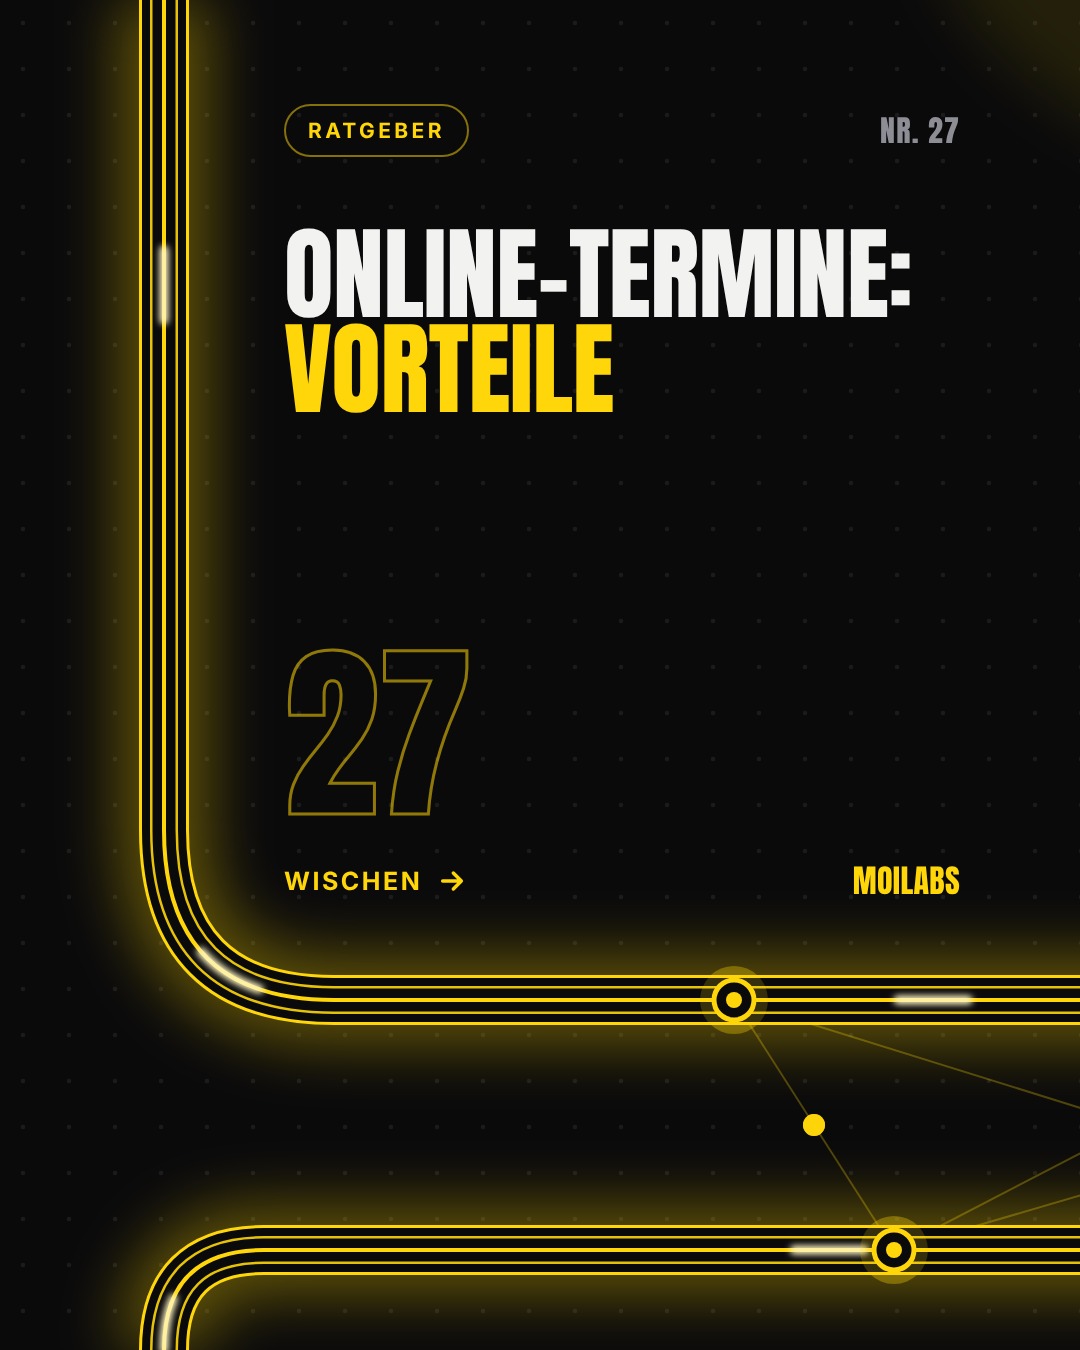 RATGEBER
NR. 27
ONLINE-TERMINE:
VORTEILE
27
WISCHEN →
MOILABS